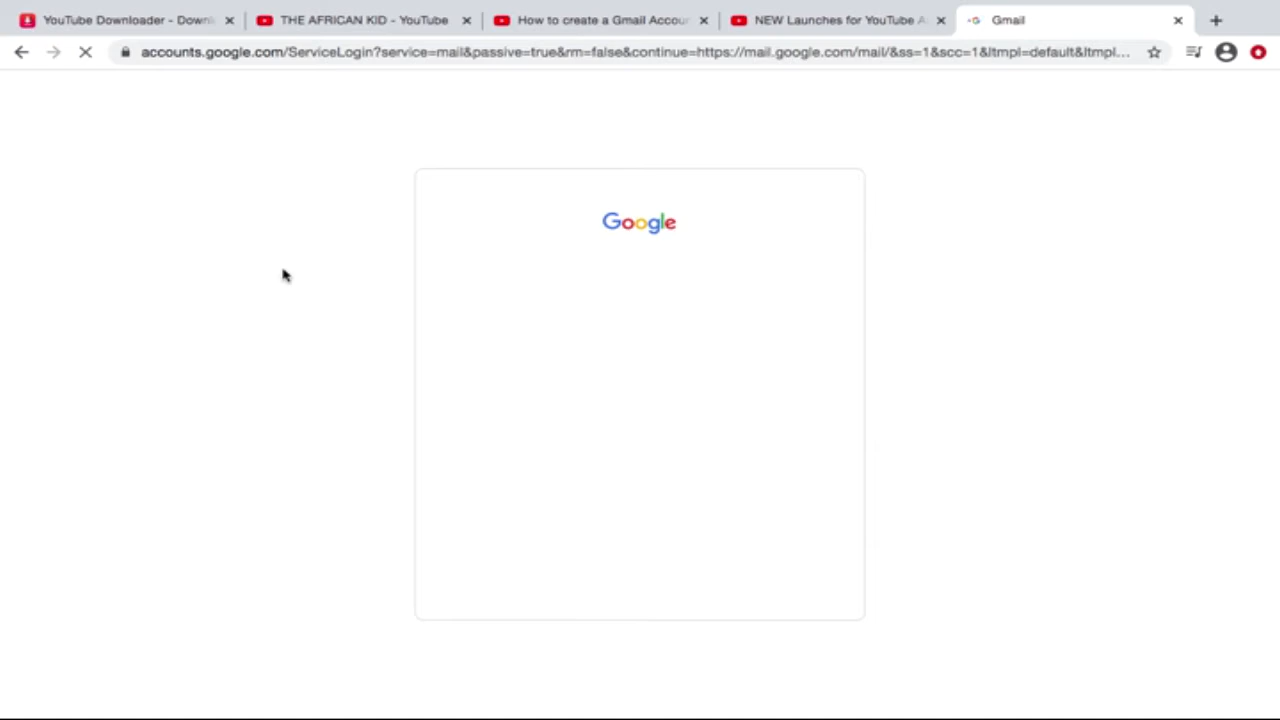 YouTube Downloader - Downl
THE AFRICAN KID - YouTube
How to create a Gmail Accoun
NEW Launches for YouTube A
Gmail
accounts.google.com/ServiceLogin?service=mail&passive=true&rm=false&continue=https://mail.google.com/mail/&ss=1&scc=1&ltmpl=default&ltmpl...
Google